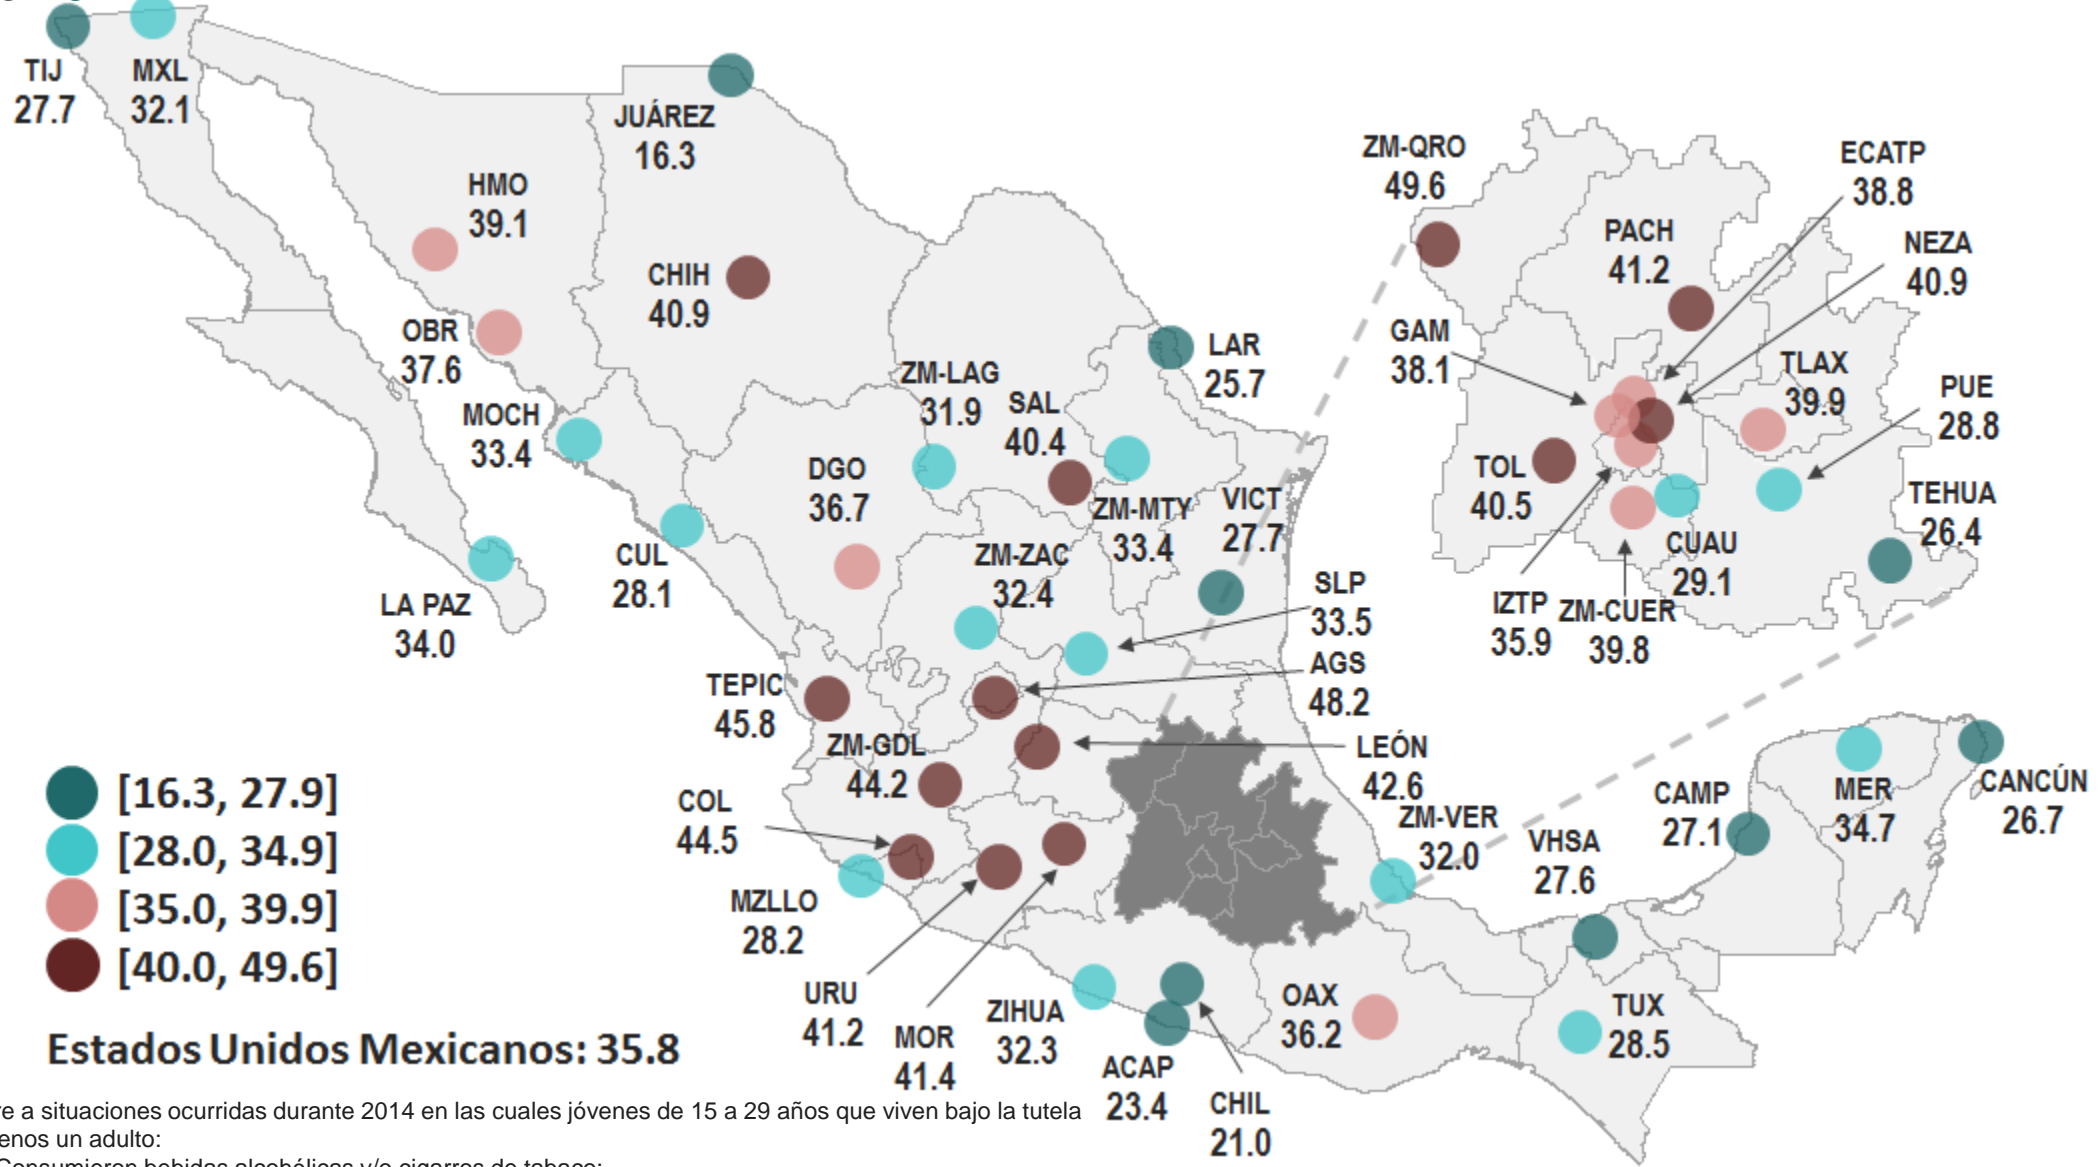 TIJ
27.7
MXL
32.1
JUÁREZ
16.3
HMO
39.1
CHIH
40.9
OBR
37.6
MOCH
33.4
LA PAZ
34.0
CUL
28.1
DGO
36.7
ZM-LAG
31.9
SAL
40.4
LAR
25.7
ZM-MTY
33.4
VICT
27.7
ZM-ZAC
32.4
SLP
33.5
AGS
48.2
LEÓN
42.6
TEPIC
45.8
ZM-GDL
44.2
COL
44.5
MZLLO
28.2
URU
41.2
MOR
41.4
ZIHUA
32.3
ACAP
23.4
CHIL
21.0
OAX
36.2
ZM-VER
32.0
VHSA
27.6
TUX
28.5
CAMP
27.1
MER
34.7
CANCÚN
26.7
ZM-QRO
49.6
PACH
41.2
ECATP
38.8
NEZA
40.9
GAM
38.1
TLAX
39.9
PUE
28.8
TOL
40.5
TEHUA
26.4
CUAU
29.1
IZTP
35.9
ZM-CUER
39.8
[16.3, 27.9]
[28.0, 34.9]
[35.0, 39.9]
[40.0, 49.6]
Estados Unidos Mexicanos: 35.8
a situaciones ocurridas durante 2014 en las cuales jóvenes de 15 a 29 años que viven bajo la tutela
un adulto:
Consumieron bebidas alcohólicas y/o cigarros de tabaco;